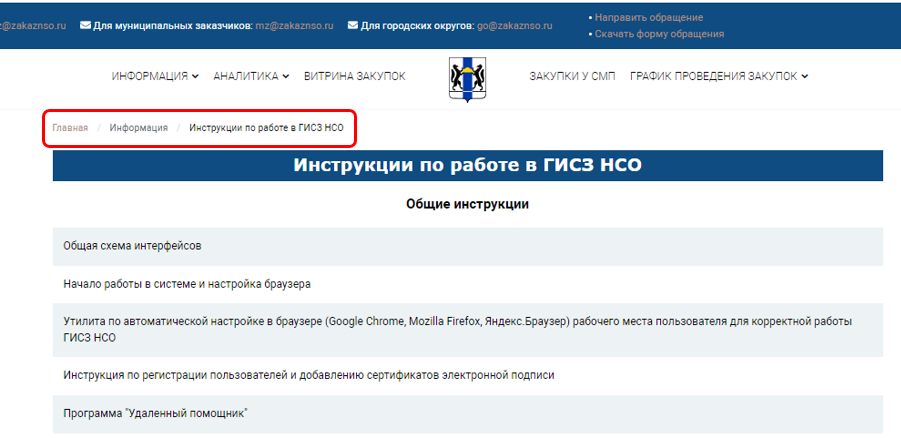 z@zakaznso.ru Для муниципальных заказчиков: mz@zakaznso.ru Для городских округов: go@zakaznso.ru
• Направить обращение
• Скачать форму обращения
ИНФОРМАЦИЯ АНАЛИТИКА ВИТРИНА ЗАКУПОК ЗАКУПКИ У СМП ГРАФИК ПРОВЕДЕНИЯ ЗАКУПОК
Главная / Информация / Инструкции по работе в ГИСЗ НСО
Инструкции по работе в ГИСЗ НСО
Общие инструкции
Общая схема интерфейсов
Начало работы в системе и настройка браузера
Утилита по автоматической настройке в браузере (Google Chrome, Mozilla Firefox, Яндекс.Браузер) рабочего места пользователя для корректной работы
ГИСЗ НСО
Инструкция по регистрации пользователей и добавлению сертификатов электронной подписи
Программа "Удаленный помощник"